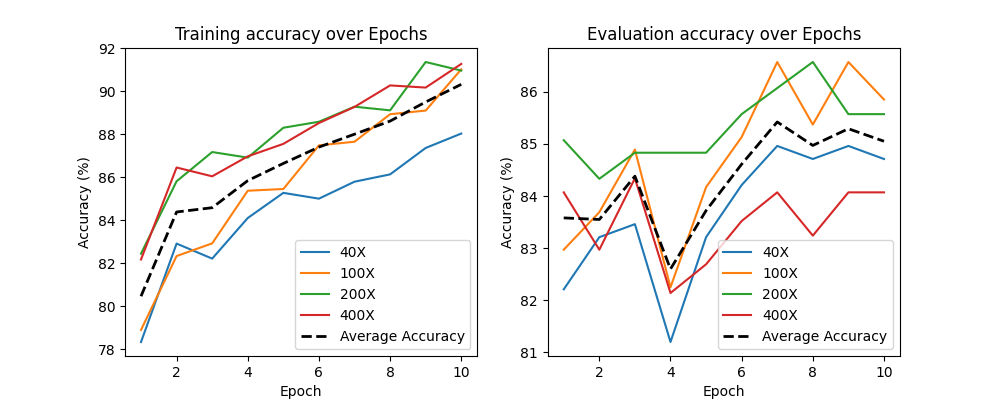 Training accuracy over Epochs
Accuracy (%)
92
90
88
86
84
82
80
78
2
4
6
8
10
Epoch
40X
100X
200X
400X
Average Accuracy
Evaluation accuracy over Epochs
Accuracy (%)
86
85
84
83
82
81
2
4
6
8
10
Epoch
40X
100X
200X
400X
Average Accuracy